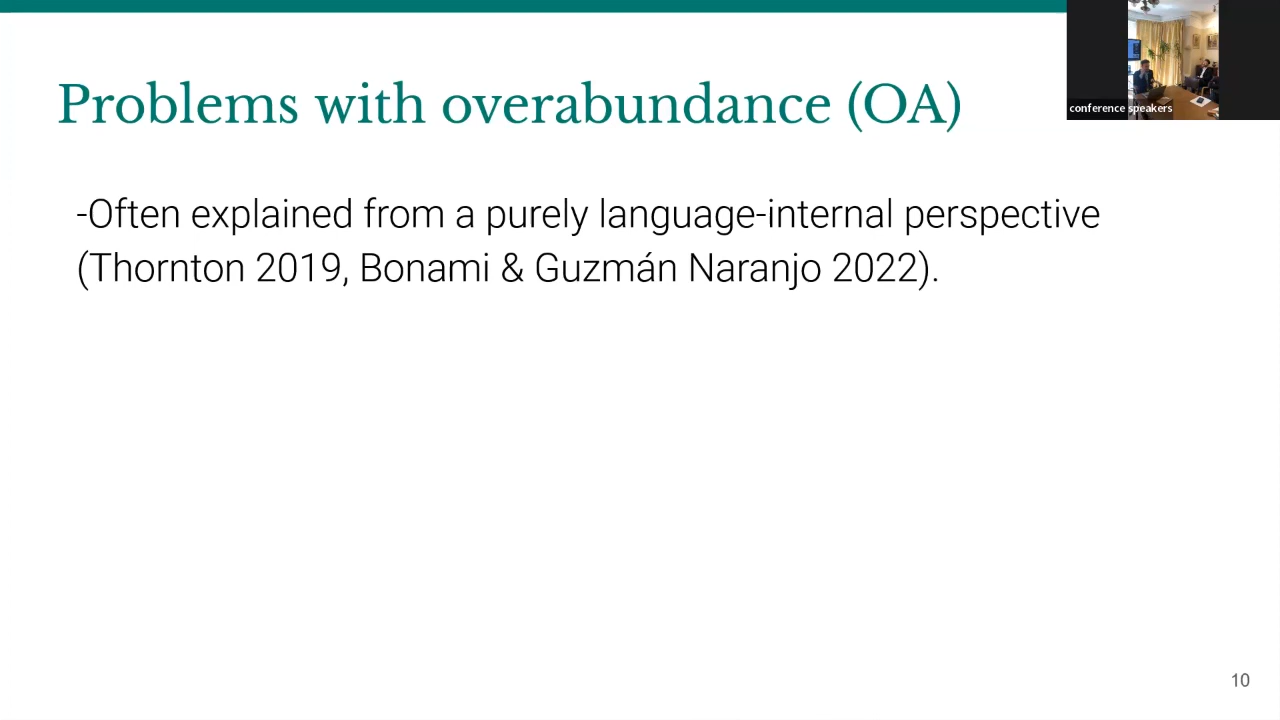 Problems with overabundance (OA)
conference speakers
-Often explained from a purely language-internal perspective
(Thornton 2019, Bonami & Guzmán Naranjo 2022).
10